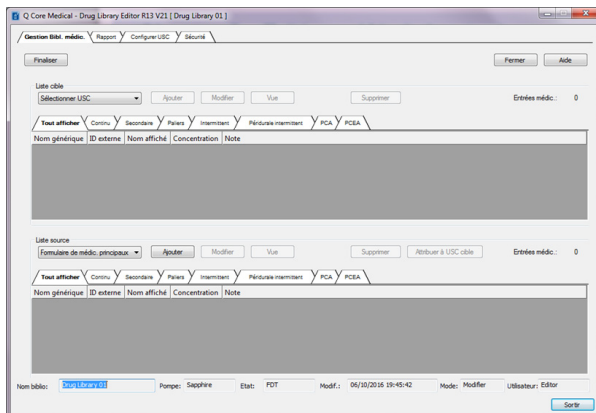 Q Core Medical - Drug Library Editor R13 V21 [ Drug Library 01 ]
Gestion Bibl. médic. Rapport Configurer USC Sécurité
Finaliser Fermer Aide
Liste cible
Sélectionner USC Ajouter Modifier Vue Supprimer Entrées médic.: 0
Tout afficher Continu Secondaire Paliers Intermittent Péridurale intermittent PCA PCEA
Nom générique ID externe Nom affiché Concentration Note
Liste source
Formulaire de médic. principaux Ajouter Modifier Vue Supprimer Attribuer à USC cible Entrées médic.: 0
Tout afficher Continu Secondaire Paliers Intermittent Péridurale intermittent PCA PCEA
Nom générique ID externe Nom affiché Concentration Note
Nom biblio: Drug Library 01 Pompe: Sapphire Etat: FDT Modif.: 06/10/2016 19:45:42 Mode: Modifier Utilisateur: Editor
Sortir